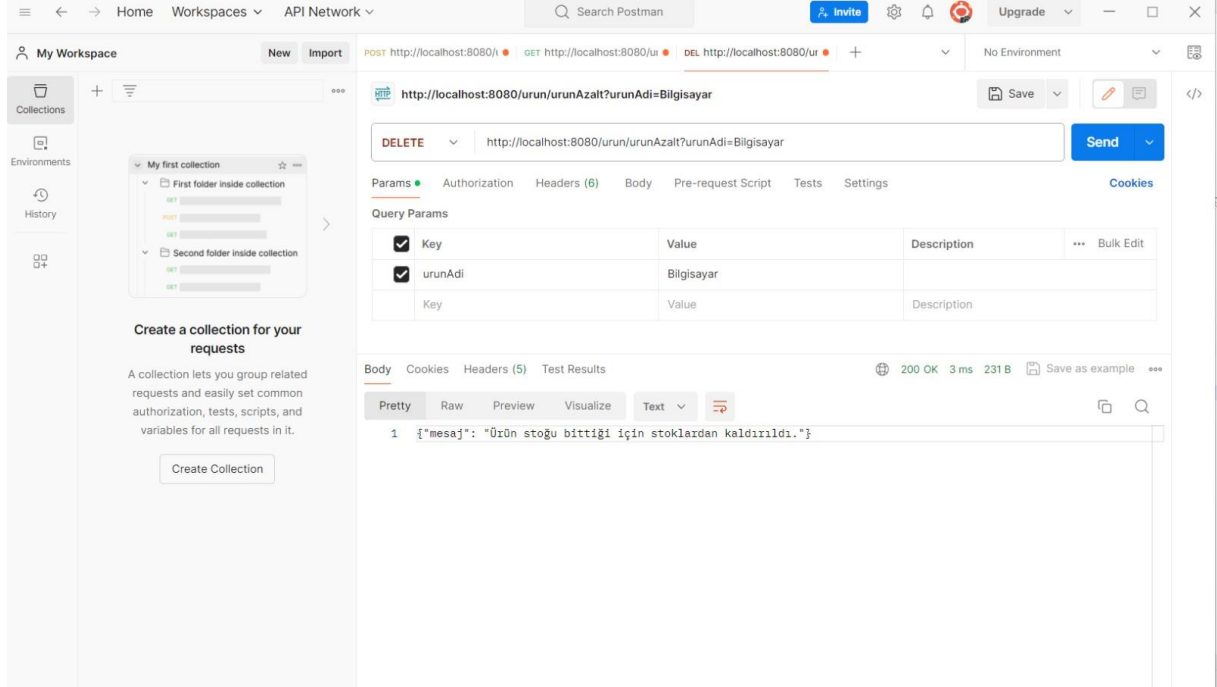 Home Workspaces API Network Search Postman Invite Upgrade
My Workspace New Import POST http://localhost:8080/ GET http://localhost:8080/ DEL http://localhost:8080/ur No Environment
Collections
Environments
History
My first collection
First folder inside collection
GET
POST
GET
Second folder inside collection
GET
GET
Create a collection for your
requests
A collection lets you group related
requests and easily set common
authorization, tests, scripts, and
variables for all requests in it.
Create Collection
HTTP http://localhost:8080/urun/urunAzalt?urunAdi=Bilgisayar Save
DELETE http://localhost:8080/urun/urunAzalt?urunAdi=Bilgisayar Send
Params Authorization Headers (6) Body Pre-request Script Tests Settings Cookies
Query Params
Key Value Description Bulk Edit
urunAdi Bilgisayar
Key Value Description
Body Cookies Headers (5) Test Results 200 OK 3 ms 231 B Save as example
Pretty Raw Preview Visualize Text
1 {"mesaj": "Ürün stoğu bittiği için stoklardan kaldırıldı."}